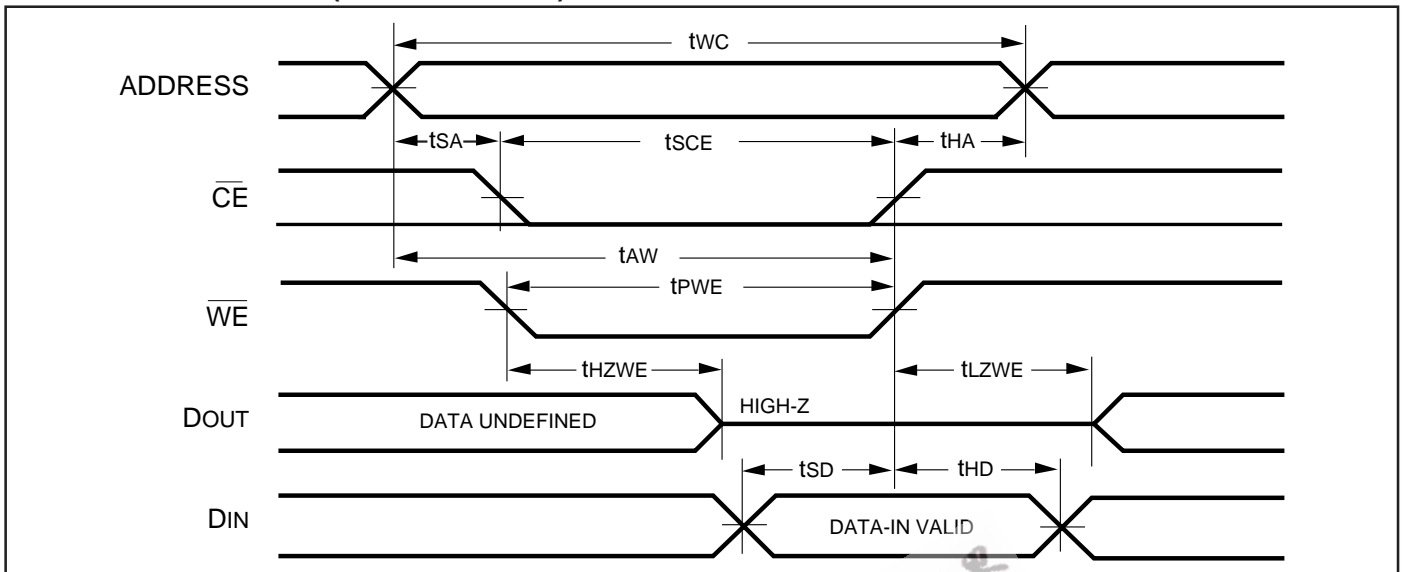 tWC
ADDRESS
tSA
tSCE
tHA
CE
tAW
tPWE
WE
tHZWE
tLZWE
DOUT
DATA UNDEFINED
HIGH-Z
tSD
tHD
DIN
DATA-IN VALID